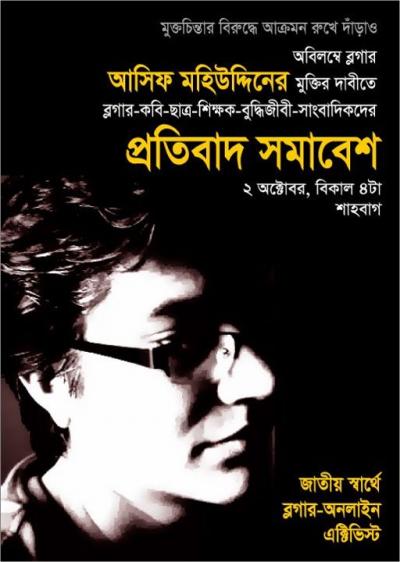 মুক্তচিন্তার বিরুদ্ধে আক্রমন রুখে দাঁড়াও
অবিলম্বে ব্লগার
আসিফ মহিউদ্দিনের মুক্তির দাবীতে
ব্লগার-কবি-ছাত্র-শিক্ষক-বুদ্ধিজীবী-সাংবাদিকদের
প্রতিবাদ সমাবেশ
২ অক্টোবর, বিকাল ৪টা
শাহবাগ
জাতীয় স্বার্থে
ব্লগার-অনলাইন
এক্টিভিস্ট